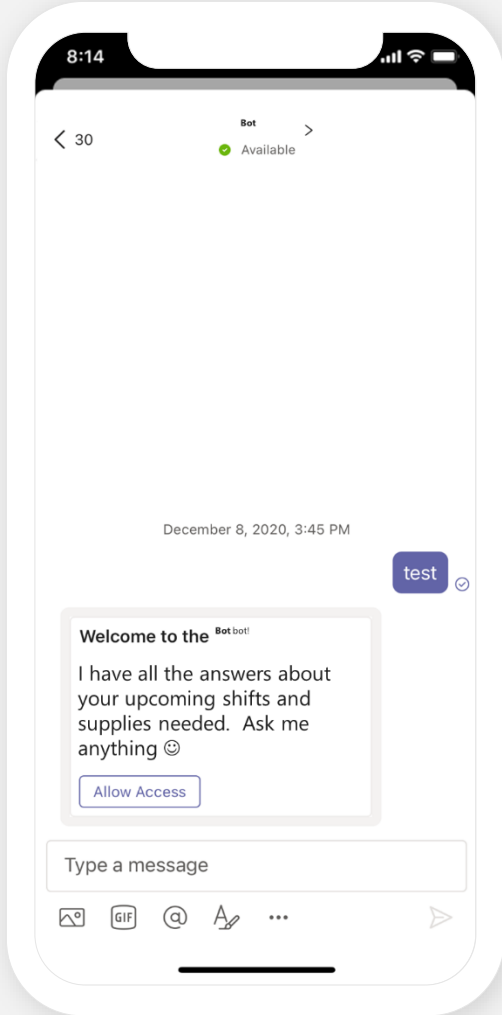 8:14
30
Bot
Available
December 8, 2020, 3:45 PM
test
Welcome to the Bot bot!
I have all the answers about
your upcoming shifts and
supplies needed.  Ask me
anything ☺
Allow Access
Type a message
GIF